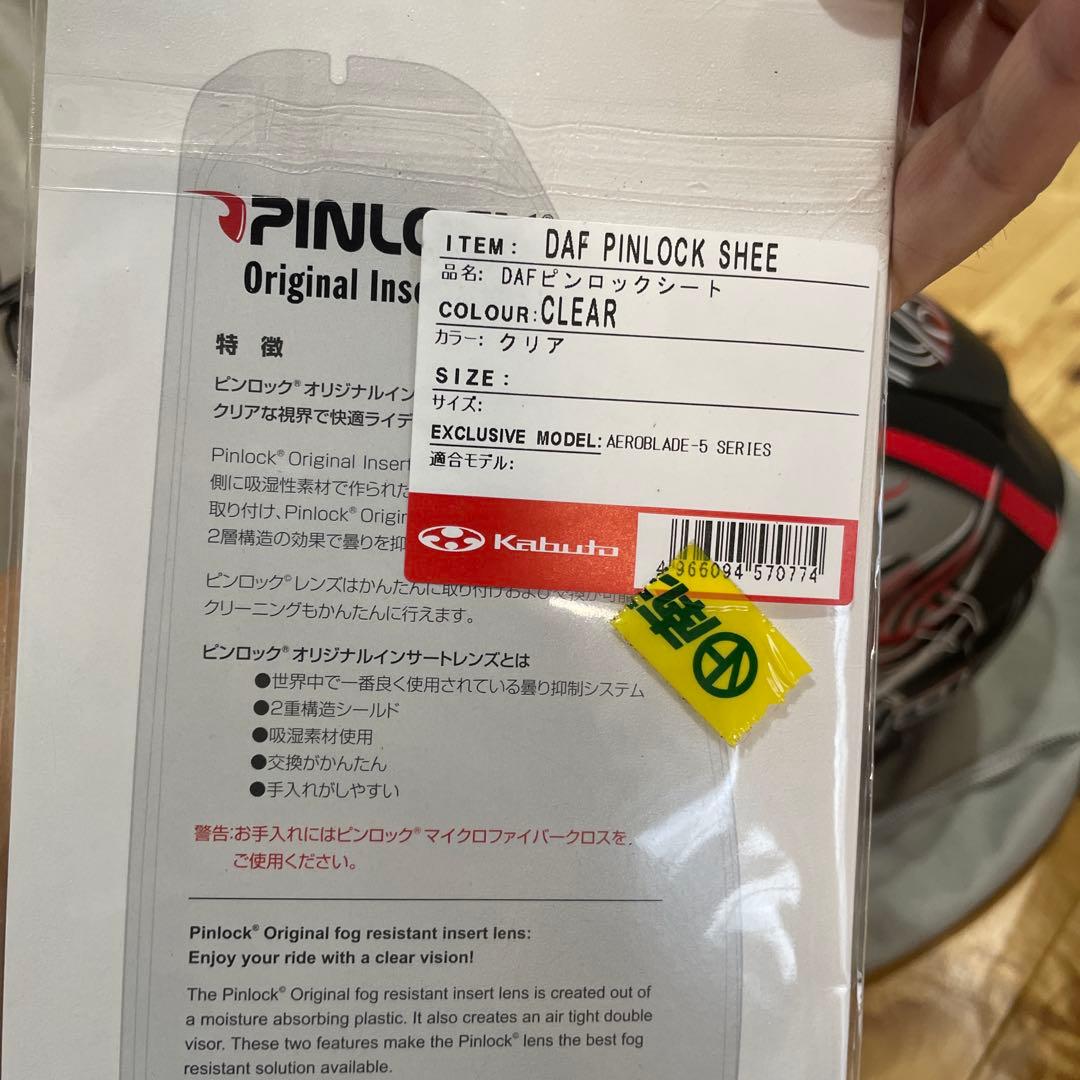 PINLO
Original Ins
ITEM: DAF PINLOCK SHEE
品名: DAFピンロックシート
COLOUR:CLEAR
カラー: クリア
SIZE:
サイズ:
EXCLUSIVE MODEL: AEROBLADE-5 SERIES
適合モデル:
Kabuto
4966094 570774
特 徴
ピンロック®オリジナルイン
クリアな視界で快適ライデ
Pinlock® Original Insert
側に吸湿性素材で作られた
取り付け、Pinlock® Origin
2層構造の効果で曇りを抑
ピンロック®レンズはかんたんに取り付けおよび交換が可能
クリーニングもかんたんに行えます。
ピンロック®オリジナルインサートレンズとは
●世界中で一番良く使用されている曇り抑制システム
●2重構造シールド
●吸湿素材使用
●交換がかんたん
●手入れがしやすい
警告:お手入れにはピンロック®マイクロファイバークロスを
ご使用ください。
Pinlock® Original fog resistant insert lens:
Enjoy your ride with a clear vision!
The Pinlock® Original fog resistant insert lens is created out of
a moisture absorbing plastic. It also creates an air tight double
visor. These two features make the Pinlock® lens the best fog
resistant solution available.